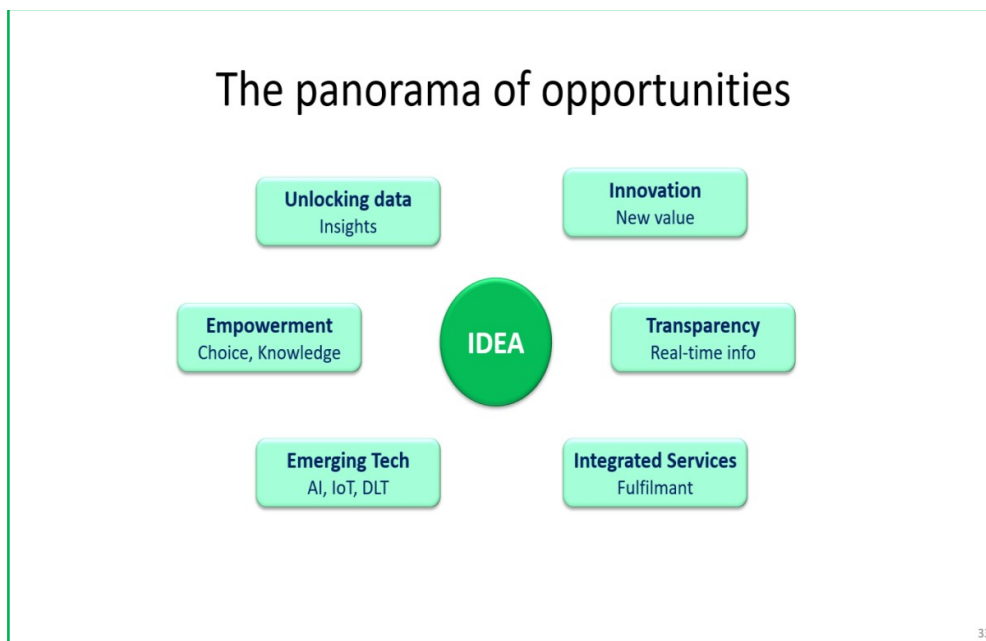 The panorama of opportunities
Unlocking data
Insights
Innovation
New value
Empowerment
Choice, Knowledge
IDEA
Transparency
Real-time info
Emerging Tech
AI, IoT, DLT
Integrated Services
Fulfilmant